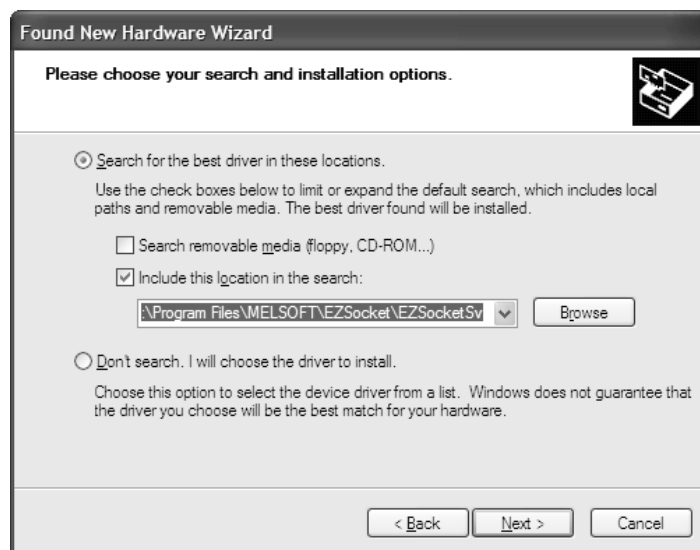 Found New Hardware Wizard
Please choose your search and installation options.
Search for the best driver in these locations.
Use the check boxes below to limit or expand the default search, which includes local
paths and removable media. The best driver found will be installed.
Search removable media (floppy, CD-ROM...)
Include this location in the search:
:\Program Files\MELSOFT\EZSocket\EZSocketSv
Browse
Don't search. I will choose the driver to install.
Choose this option to select the device driver from a list. Windows does not guarantee that
the driver you choose will be the best match for your hardware.
< Back
Next >
Cancel